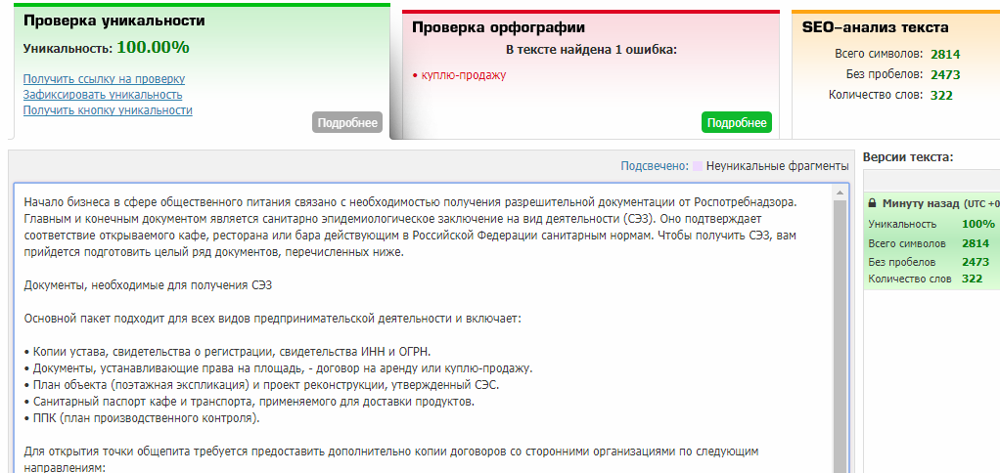 Проверка уникальности
Уникальность: 100.00%
Получить ссылку на проверку
Зафиксировать уникальность
Получить кнопку уникальности
Подробнее
Проверка орфографии
В тексте найдена 1 ошибка:
• куплю-продажу
Подробнее
SEO-анализ текста
Всего символов: 2814
Без пробелов: 2473
Количество слов: 322
Подсвечено: Неуникальные фрагменты
Начало бизнеса в сфере общественного питания связано с необходимостью получения разрешительной документации от Роспотребнадзора.
Главным и конечным документом является санитарно эпидемиологическое заключение на вид деятельности (СЭЗ). Оно подтверждает
соответствие открываемого кафе, ресторана или бара действующим в Российской Федерации санитарным нормам. Чтобы получить СЭЗ, вам
прийдется подготовить целый ряд документов, перечисленных ниже.
Документы, необходимые для получения СЭЗ
Основной пакет подходит для всех видов предпринимательской деятельности и включает:
• Копии устава, свидетельства о регистрации, свидетельства ИНН и ОГРН.
• Документы, устанавливающие права на площадь, - договор на аренду или куплю-продажу.
• План объекта (поэтажная экспликация) и проект реконструкции, утвержденный СЭС.
• Санитарный паспорт кафе и транспорта, применяемого для доставки продуктов.
• ППК (план производственного контроля).
Для открытия точки общепита требуется предоставить дополнительно копии договоров со сторонними организациями по следующим
направлениям:
Версии текста:
Минуту назад (UTC +0
Уникальность 100%
Всего символов 2814
Без пробелов 2473
Количество слов 322